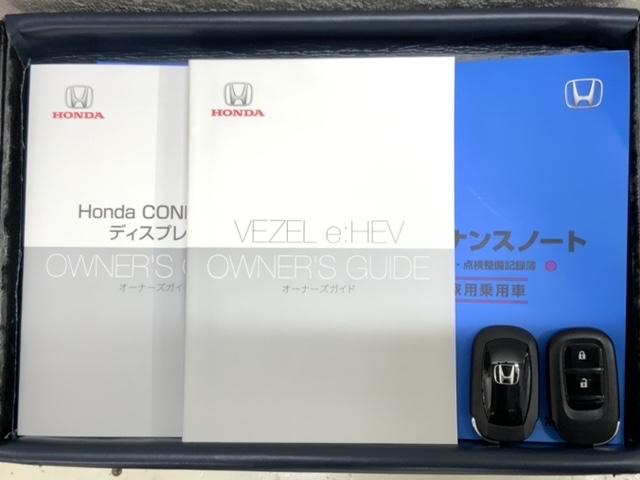 HONDA
Honda CON
ディスプレ
OWNER'S
オーナーズガイド
HONDA
VEZEL e:HEV
OWNER'S GUIDE
オーナーズガイド
ナンスノート
・点検整備記録簿
家用乗用車